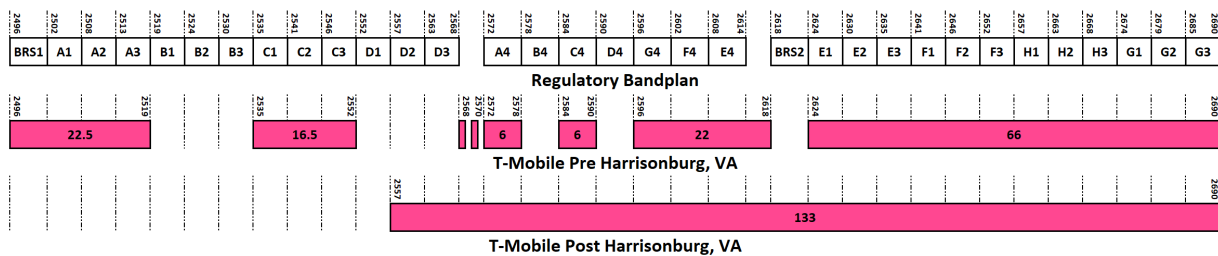 2496 2502 2508 2513 2519 2524 2530 2535 2541 2546 2552 2557 2563 2568 2572 2578 2584 2590 2596 2602 2608 2614 2618 2624 2630 2635 2641 2646 2652 2657 2663 2668 2674 2679 2685 2690
BRS1 A1 A2 A3 B1 B2 B3 C1 C2 C3 D1 D2 D3 A4 B4 C4 D4 G4 F4 E4 BRS2 E1 E2 E3 F1 F2 F3 H1 H2 H3 G1 G2 G3
Regulatory Bandplan
2496 2519 2535 2552 2568 2570 2572 2578 2584 2590 2596 2618 2624 2690
22.5 16.5 6 6 22 66
T-Mobile Pre Harrisonburg, VA
2557 2690
133
T-Mobile Post Harrisonburg, VA